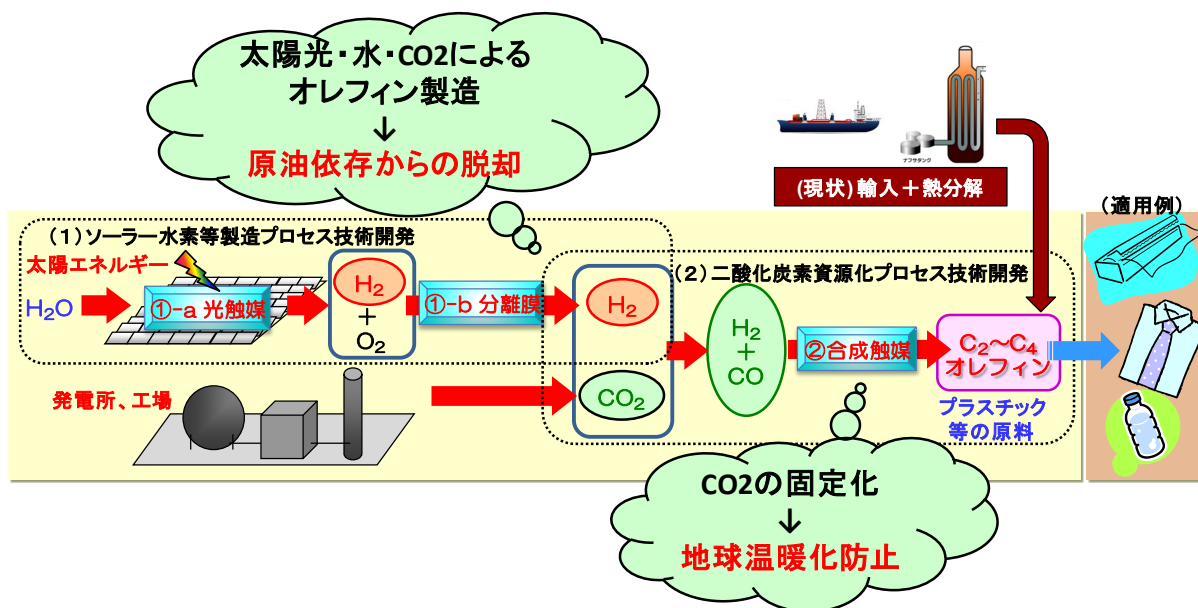 太陽光・水・CO2による
オレフィン製造
↓
原油依存からの脱却
ナフサタンク
(現状) 輸入+熱分解
(適用例)
(1)ソーラー水素等製造プロセス技術開発
太陽エネルギー
H₂O
①-a 光触媒
H₂
+
O₂
①-b 分離膜
(2)二酸化炭素資源化プロセス技術開発
H₂
CO₂
H₂
+
CO
②合成触媒
C₂～C₄
オレフィン
プラスチック
等の原料
発電所、工場
CO2の固定化
↓
地球温暖化防止